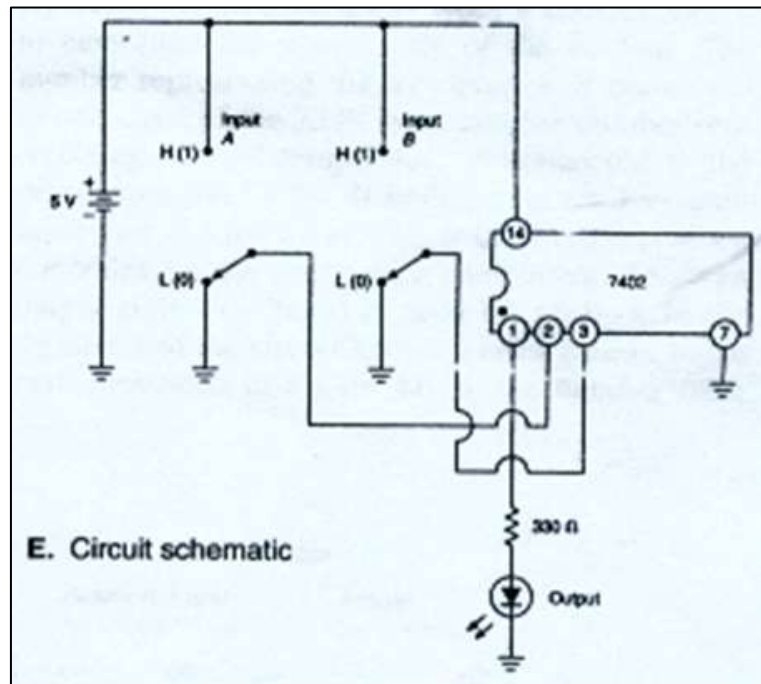 Input
A
Input
B
H (1)
H (1)
+
5 V
−
14
L (0)
L (0)
7402
1
2
3
7
330 Ω
E. Circuit schematic
Output